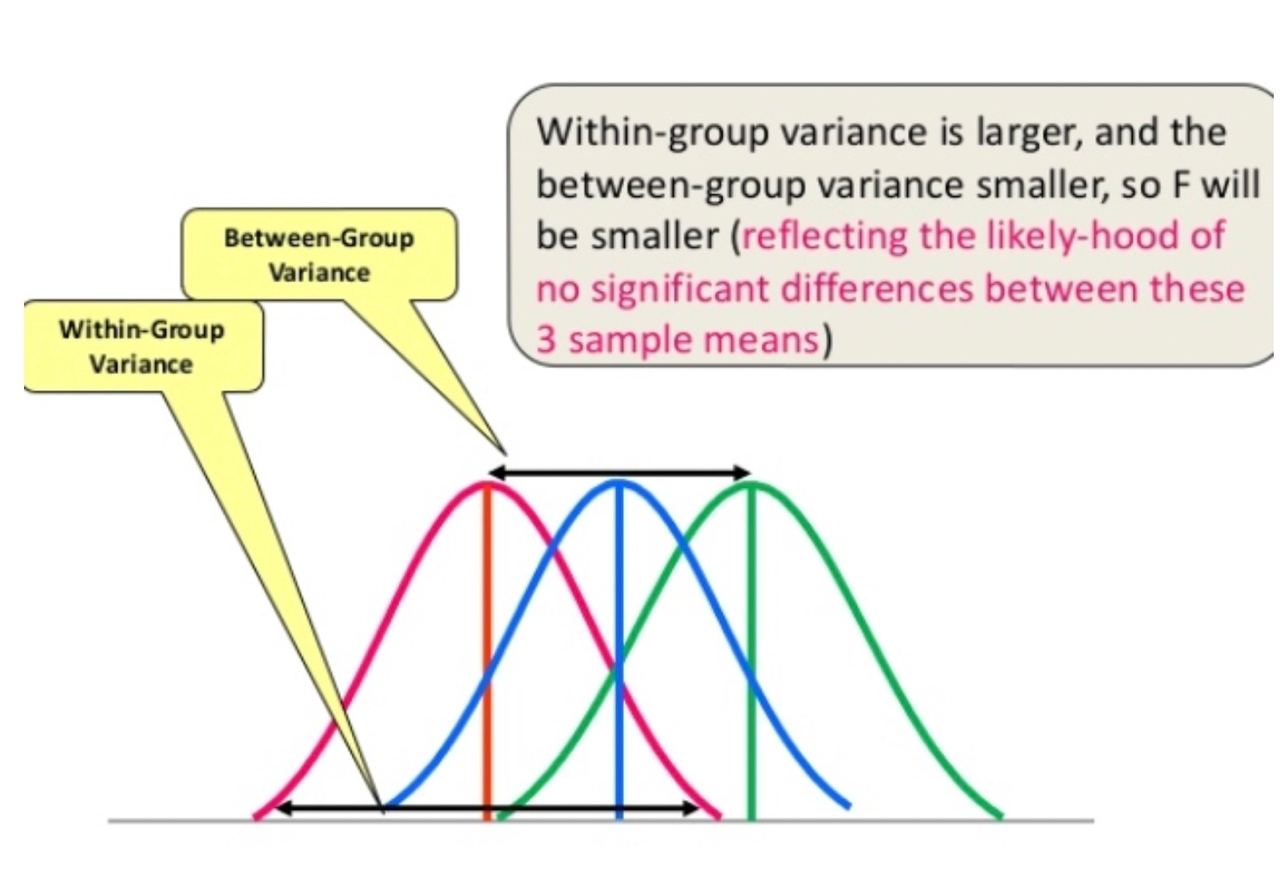 Within-group variance is larger, and the
between-group variance smaller, so F will
be smaller (reflecting the likely-hood of
no significant differences between these
3 sample means)
Between-Group
Variance
Within-Group
Variance